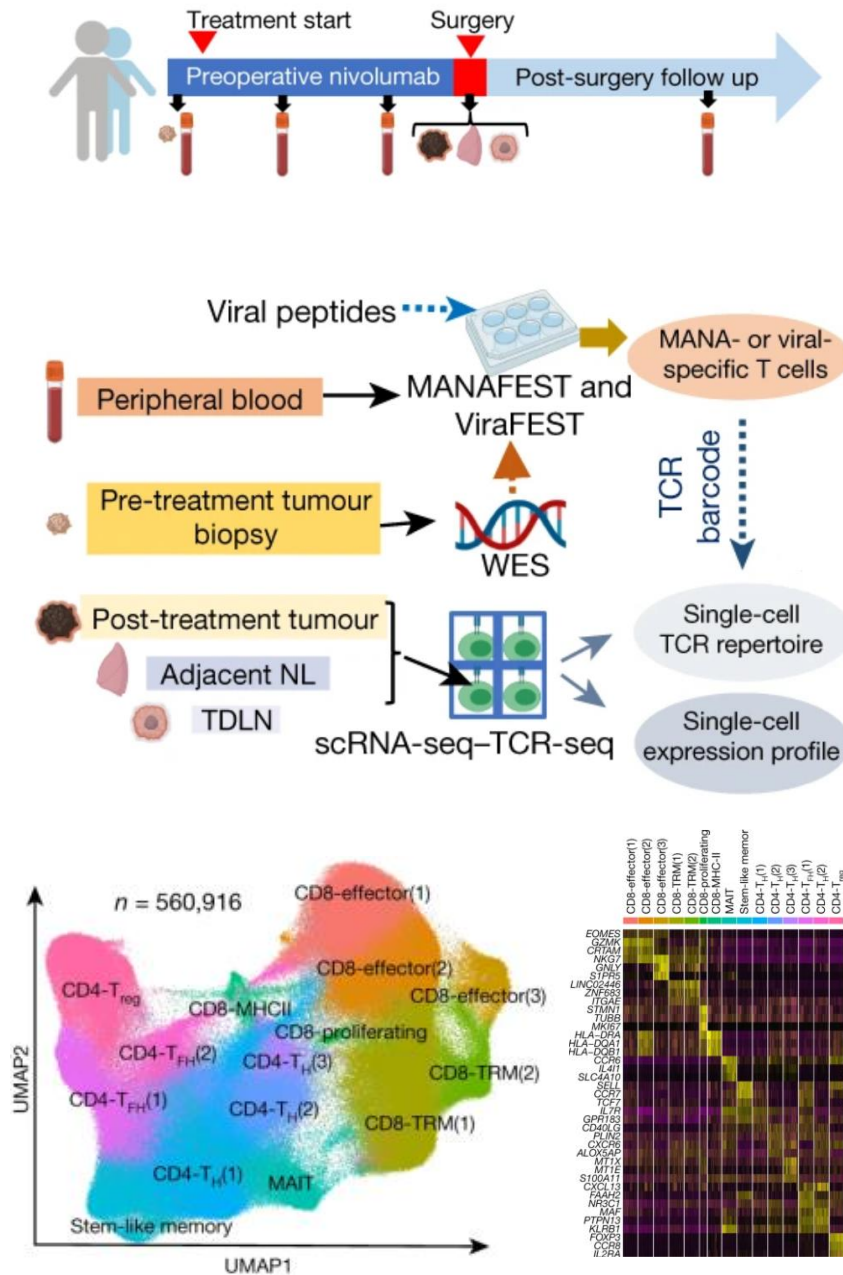 Treatment start
Surgery
Preoperative nivolumab
Post-surgery follow up
Viral peptides
MANA- or viral-
specific T cells
Peripheral blood
MANAFEST and
ViraFEST
TCR
barcode
Pre-treatment tumour
biopsy
WES
Post-treatment tumour
Adjacent NL
TDLN
scRNA-seq–TCR-seq
Single-cell
TCR repertoire
Single-cell
expression profile
n = 560,916
CD8-effector(1)
CD8-effector(2)
CD8-effector(3)
CD4-Treg
CD8-MHCII
CD8-proliferating
CD4-TFH(2)
CD4-TH(3)
CD8-TRM(2)
CD4-TFH(1)
CD4-TH(2)
CD8-TRM(1)
CD4-TH(1)
MAIT
Stem-like memory
UMAP2
UMAP1
CD8-effector(1)
CD8-effector(2)
CD8-effector(3)
CD8-TRM(1)
CD8-TRM(2)
CD8-proliferating
CD8-MHC-II
MAIT
Stem-like memor
CD4-TH(1)
CD4-TH(2)
CD4-TH(3)
CD4-TFH(1)
CD4-TH(2)
CD4-Treg
EOMES
GZMK
CRTAM
NKG7
GNLY
S1PR5
LINC02446
ZNF683
ITGAE
STMN1
TUBB
MKI67
HLA-DRA
HLA-DQA1
HLA-DQB1
CCR6
IL4I1
SLC4A10
SELL
CCR7
TCF7
IL7R
GPR183
CD40LG
PLIN2
CXCR6
ALOX5AP
MT1X
MT1E
S100A11
CXCL13
FAAH2
NR3C1
MAF
PTPN13
KLRB1
FOXP3
CCR8
IL2RA